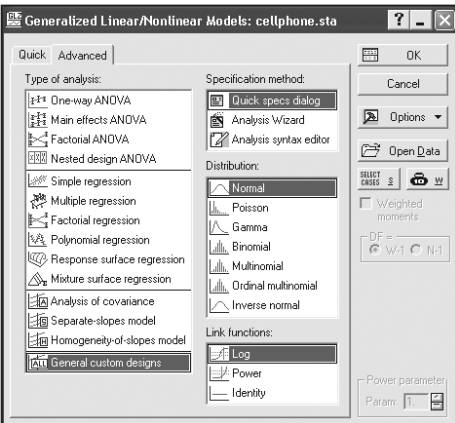 Generalized Linear/Nonlinear Models: cellphone.sta
Quick
Advanced
Type of analysis:
One-way ANOVA
Main effects ANOVA
Factorial ANOVA
Nested design ANOVA
Simple regression
Multiple regression
Factorial regression
Polynomial regression
Response surface regression
Mixture surface regression
Analysis of covariance
Separate-slopes model
Homogeneity-of-slopes model
General custom designs
Specification method:
Quick specs dialog
Analysis Wizard
Analysis syntax editor
Distribution:
Normal
Poisson
Gamma
Binomial
Multinomial
Ordinal multinomial
Inverse normal
Link functions:
Log
Power
Identity
OK
Cancel
Options
Open Data
SELECT CASES S
W
Weighted moments
DF =
W-1 N-1
Power parameter
Param: 1.